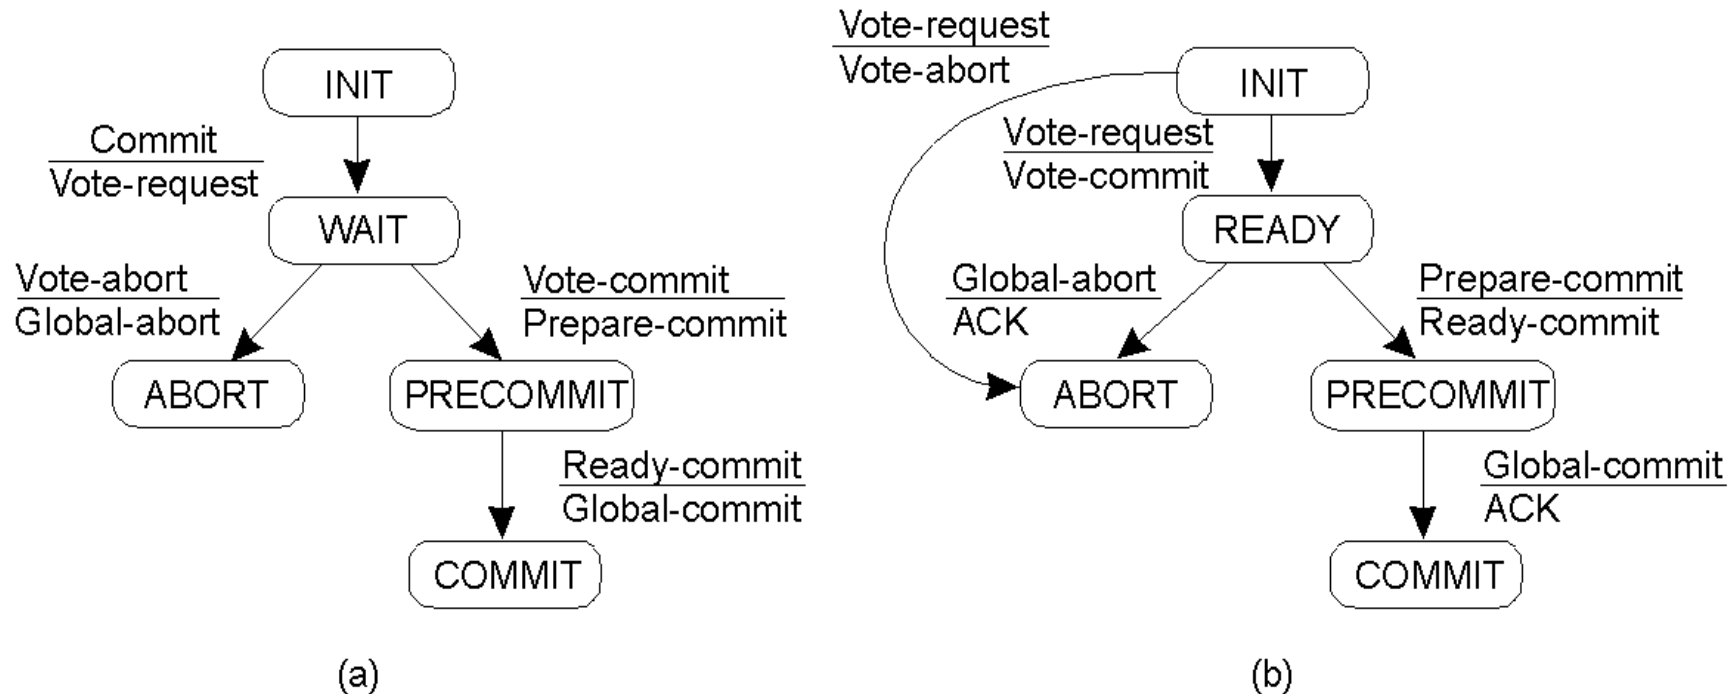 INIT
Commit
Vote-request
WAIT
Vote-abort
Global-abort
Vote-commit
Prepare-commit
ABORT
PRECOMMIT
Ready-commit
Global-commit
COMMIT
(a)
Vote-request
Vote-abort
INIT
Vote-request
Vote-commit
READY
Global-abort
ACK
Prepare-commit
Ready-commit
ABORT
PRECOMMIT
Global-commit
ACK
COMMIT
(b)